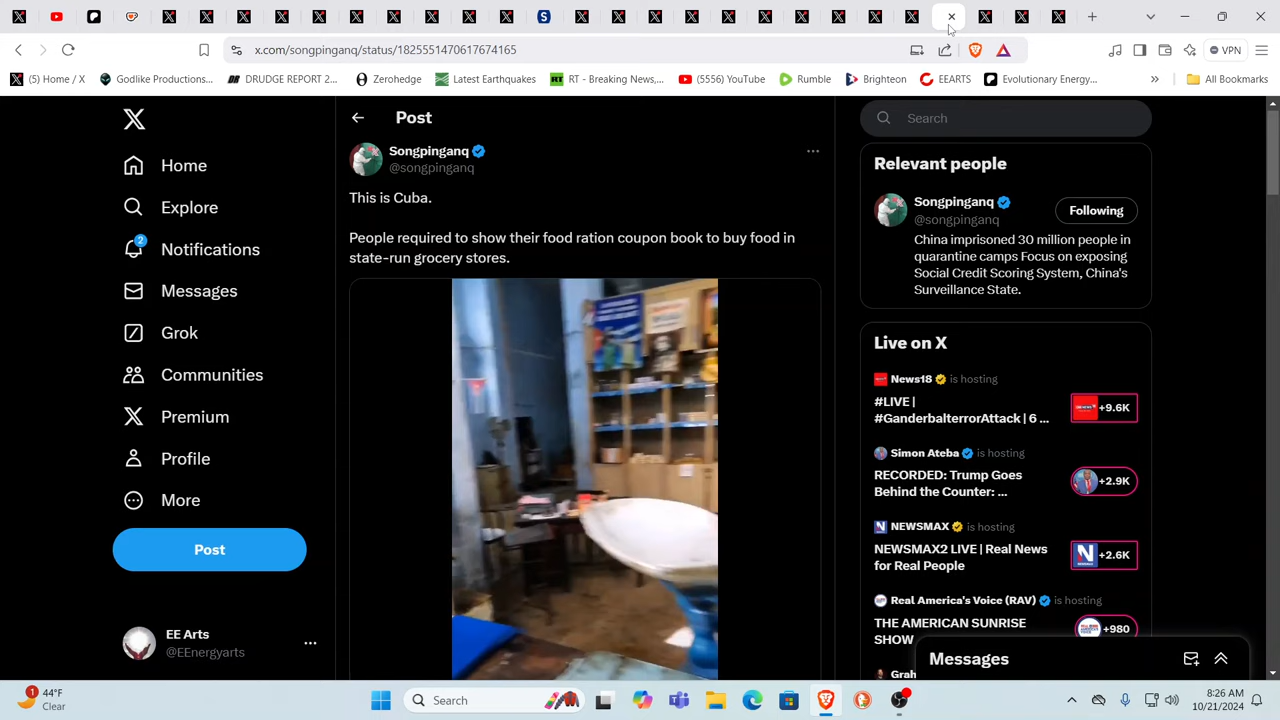 x.com/songpinganq/status/1825551470617674165
VPN
(5) Home / X
Godlike Productions...
DRUDGE REPORT 2...
Zerohedge
Latest Earthquakes
RT - Breaking News,...
(5555) YouTube
Rumble
Brighteon
EEARTS
Evolutionary Energy...
»
All Bookmarks
Home
Explore
2
Notifications
Messages
Grok
Communities
Premium
Profile
More
Post
EE Arts
@EEnergyarts
Post
Songpinganq
@songpinganq
This is Cuba.
People required to show their food ration coupon book to buy food in
state-run grocery stores.
Search
Relevant people
Songpinganq
@songpinganq
Following
China imprisoned 30 million people in
quarantine camps Focus on exposing
Social Credit Scoring System, China's
Surveillance State.
Live on X
News18 is hosting
#LIVE |
#GanderbalterrorAttack | 6 ...
+9.6K
Simon Ateba is hosting
RECORDED: Trump Goes
Behind the Counter: ...
+2.9K
NEWSMAX is hosting
NEWSMAX2 LIVE | Real News
for Real People
+2.6K
Real America's Voice (RAV) is hosting
THE AMERICAN SUNRISE
SHOW
+980
Grah
Messages
1
44°F
Clear
Search
8:26 AM
10/21/2024